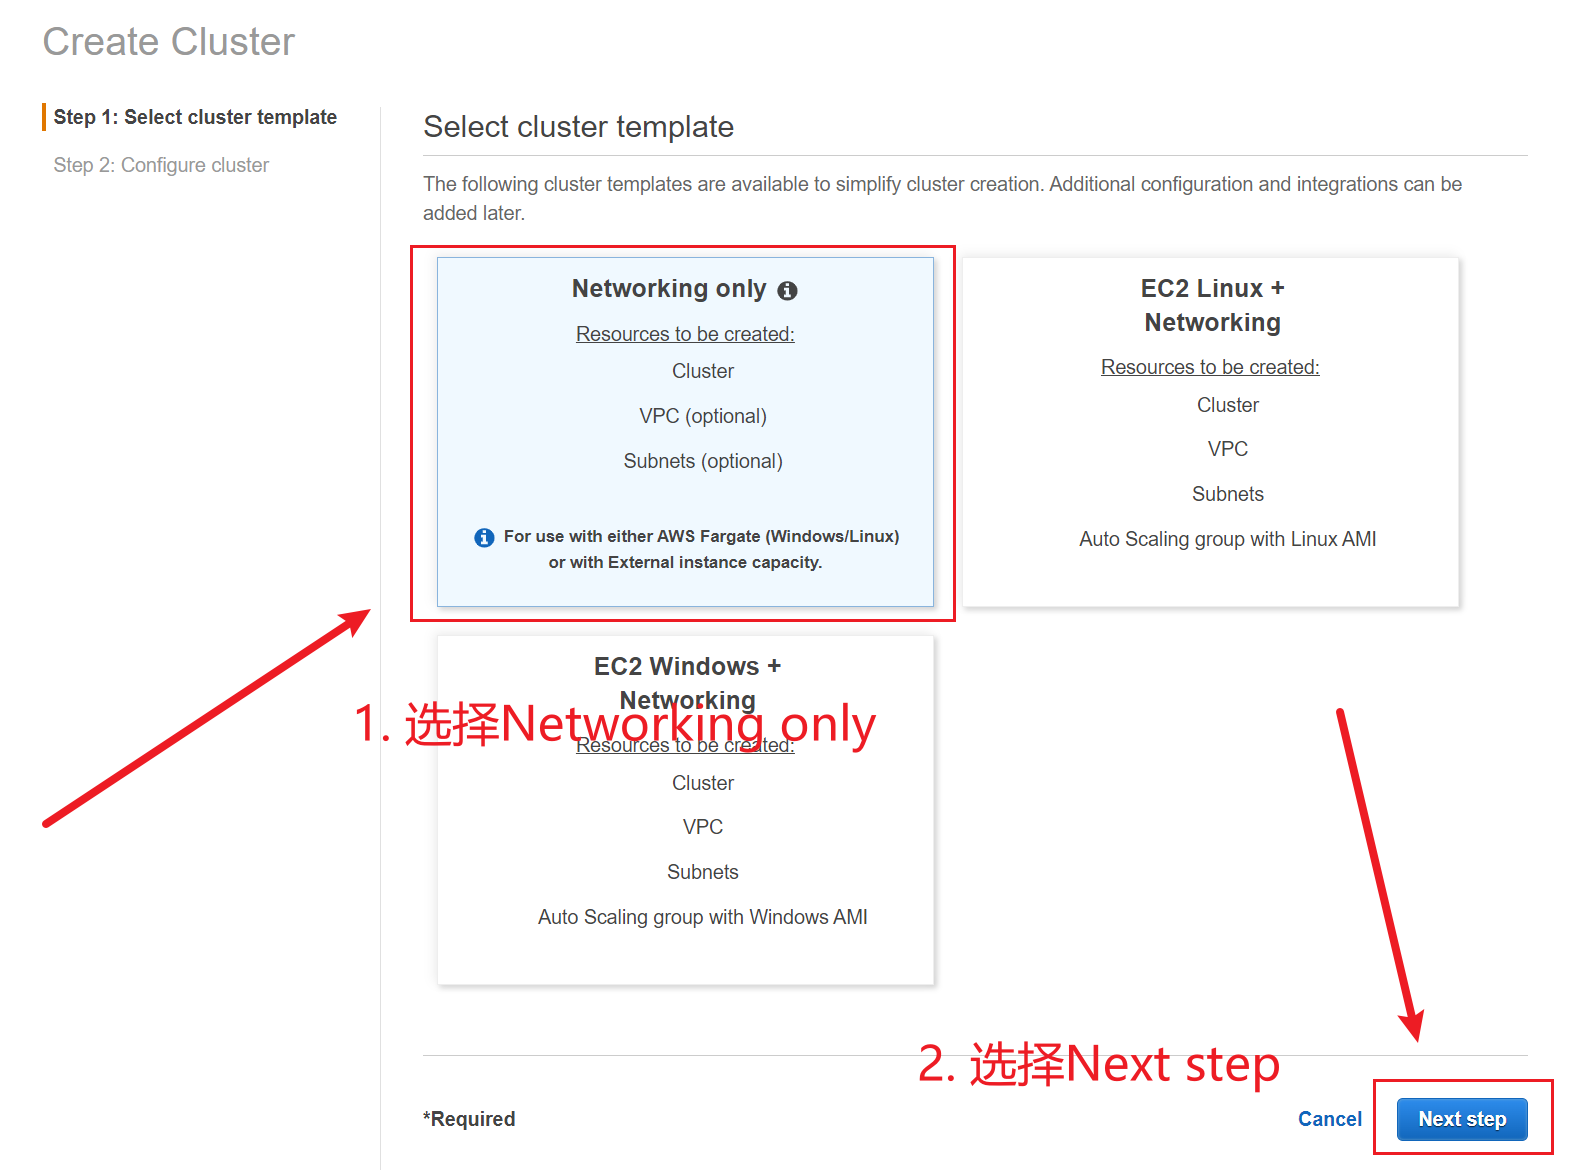 Create Cluster
Step 1: Select cluster template
Step 2: Configure cluster
Select cluster template
The following cluster templates are available to simplify cluster creation. Additional configuration and integrations can be
added later.
Networking only
Resources to be created:
Cluster
VPC (optional)
Subnets (optional)
For use with either AWS Fargate (Windows/Linux)
or with External instance capacity.
EC2 Linux +
Networking
Resources to be created:
Cluster
VPC
Subnets
Auto Scaling group with Linux AMI
EC2 Windows +
Networking
1. 选择Networking only
Resources to be created:
Cluster
VPC
Subnets
Auto Scaling group with Windows AMI
2. 选择Next step
*Required
Cancel
Next step